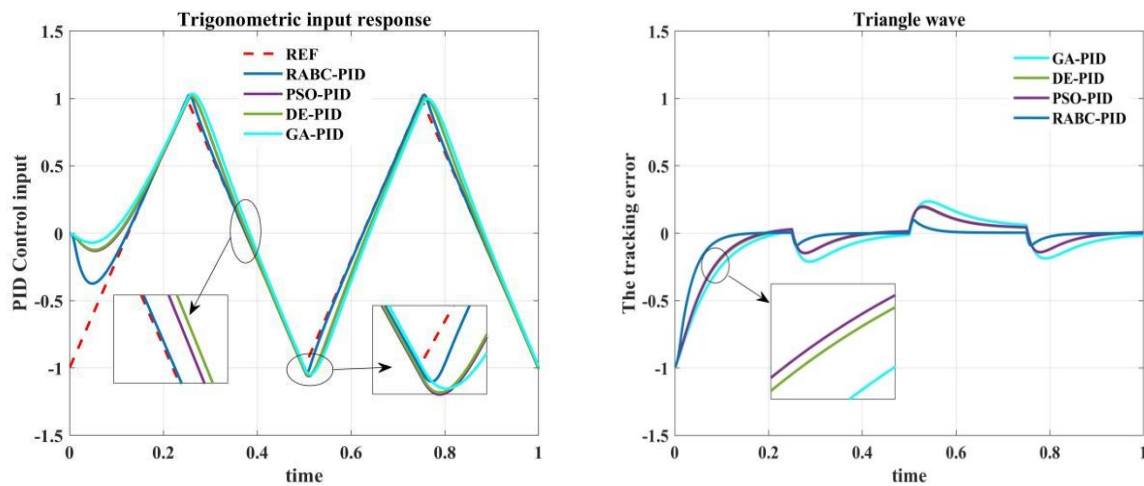 Trigonometric input response
REF
RABC-PID
PSO-PID
DE-PID
GA-PID
PID Control input
1.5
1
0.5
0
-0.5
-1
-1.5
0 0.2 0.4 0.6 0.8 1
time
Triangle wave
GA-PID
DE-PID
PSO-PID
RABC-PID
The tracking error
1.5
1
0.5
0
-0.5
-1
-1.5
0 0.2 0.4 0.6 0.8 1
time